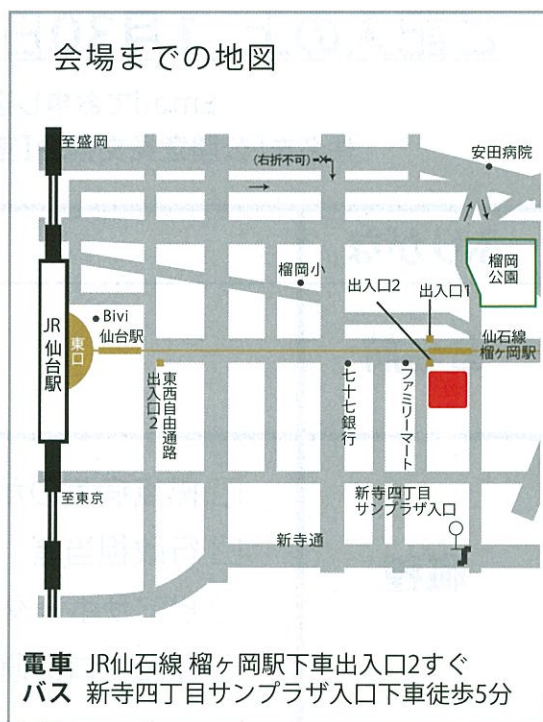 会場までの地図
至盛岡
(右折不可)
安田病院
榴岡公園
榴岡小
出入口2
出入口1
Bivi
仙台駅
JR仙台駅
東口
仙石線
榴ヶ岡駅
東西自由通路
出入口2
七十七銀行
ファミリーマート
至東京
新寺四丁目
サンプラザ入口
新寺通
電車 JR仙石線 榴ヶ岡駅下車出入口2すぐ
バス 新寺四丁目サンプラザ入口下車徒歩5分